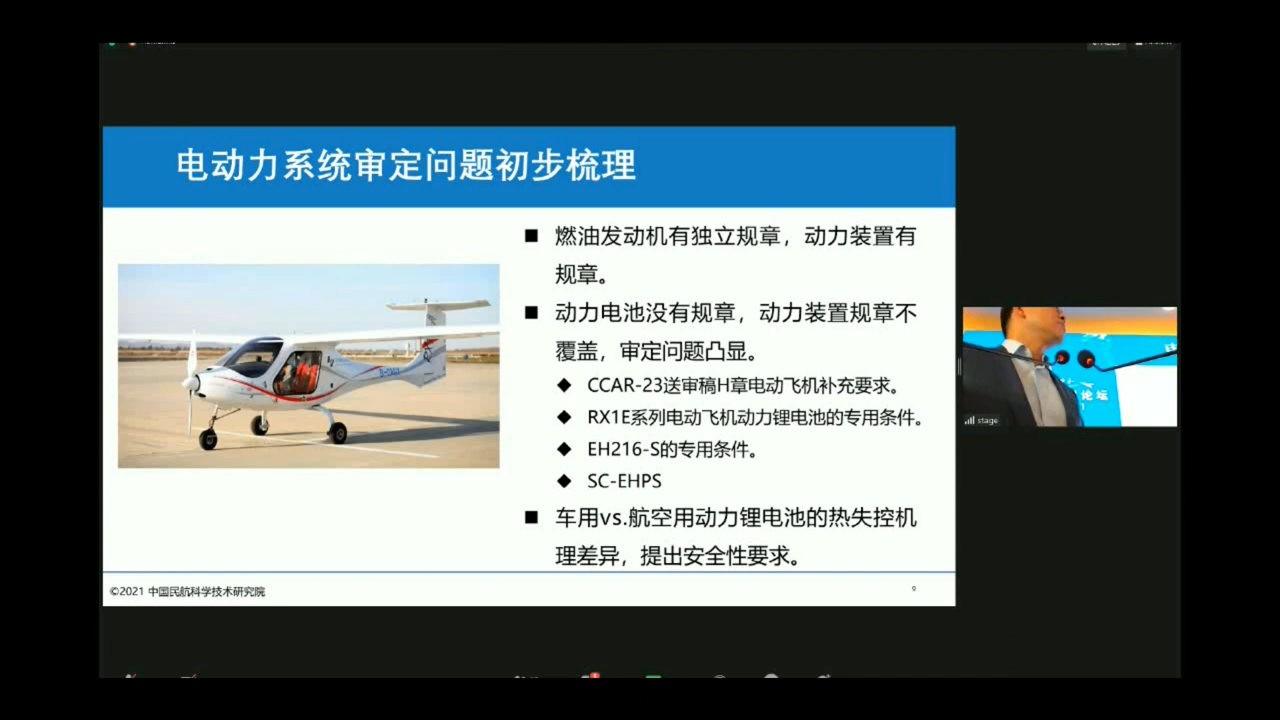 电动力系统审定问题初步梳理
■ 燃油发动机有独立规章，动力装置有
规章。
■ 动力电池没有规章，动力装置规章不
覆盖，审定问题凸显。
◆ CCAR-23送审稿H章电动飞机补充要求。
◆ RX1E系列电动飞机动力锂电池的专用条件。
◆ EH216-S的专用条件。
◆ SC-EHPS
■ 车用vs.航空用动力锂电池的热失控机
理差异，提出安全性要求。
©2021 中国民航科学技术研究院
9
论坛
stage